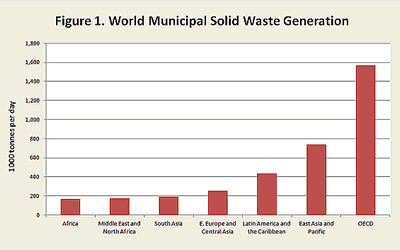 Figure 1. World Municipal Solid Waste Generation
1000 tonnes per day
1,800
1,600
1,400
1,200
1,000
800
600
400
200
0
Africa
Middle East and
North Africa
South Asia
E. Europe and
Central Asia
Latin America and
the Caribbean
East Asia and
Pacific
OECD